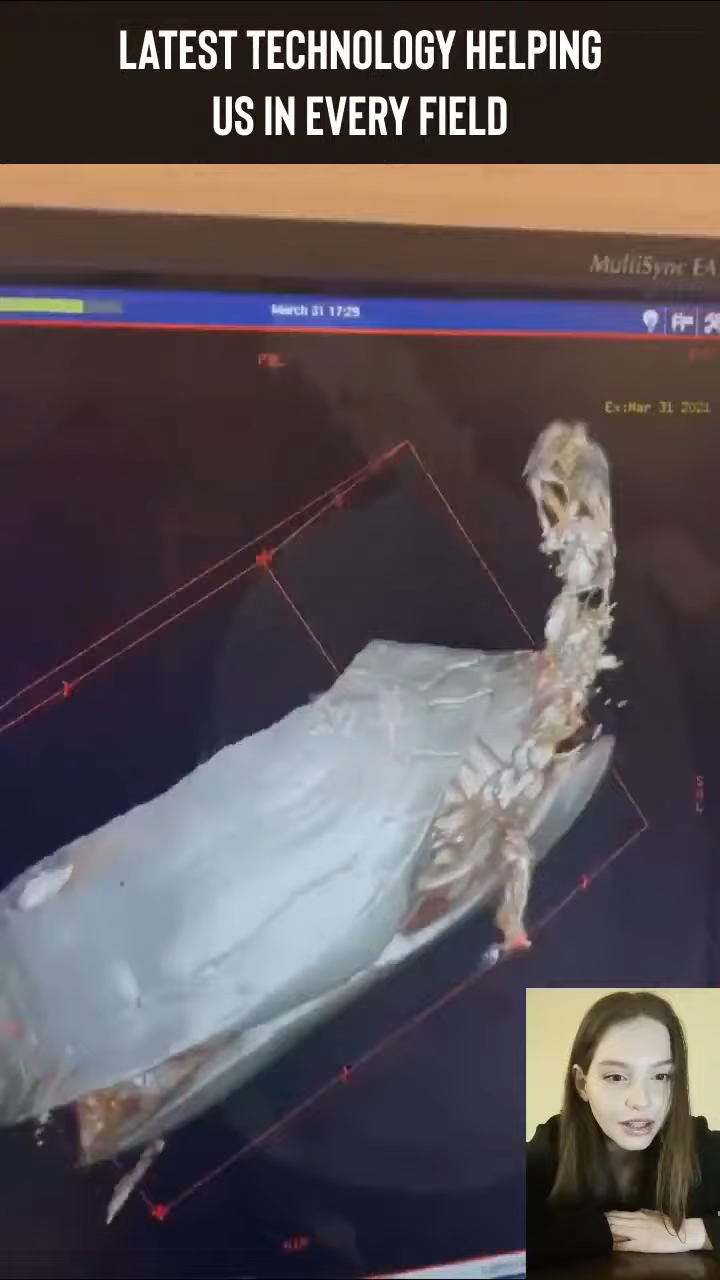 LATEST TECHNOLOGY HELPING
US IN EVERY FIELD
MultiSync EA
March 31 17:29
Ex:Mar 31 2021